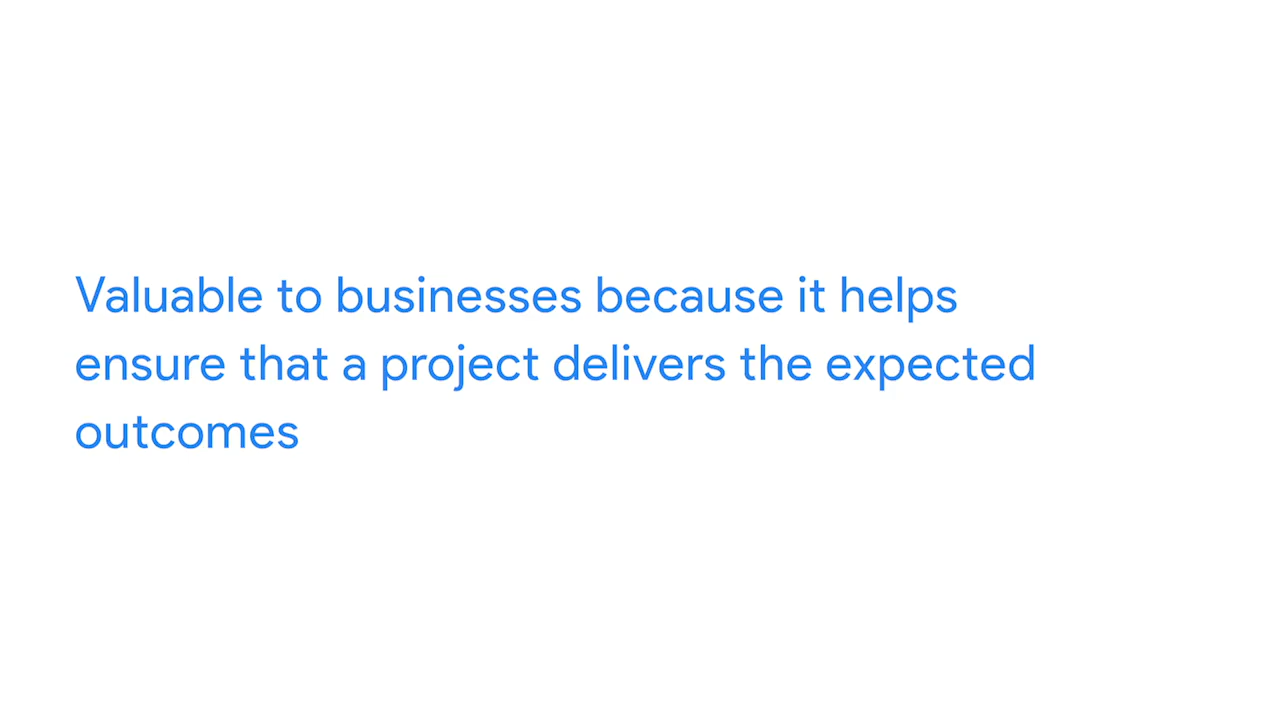 Valuable to businesses because it helps
ensure that a project delivers the expected
outcomes